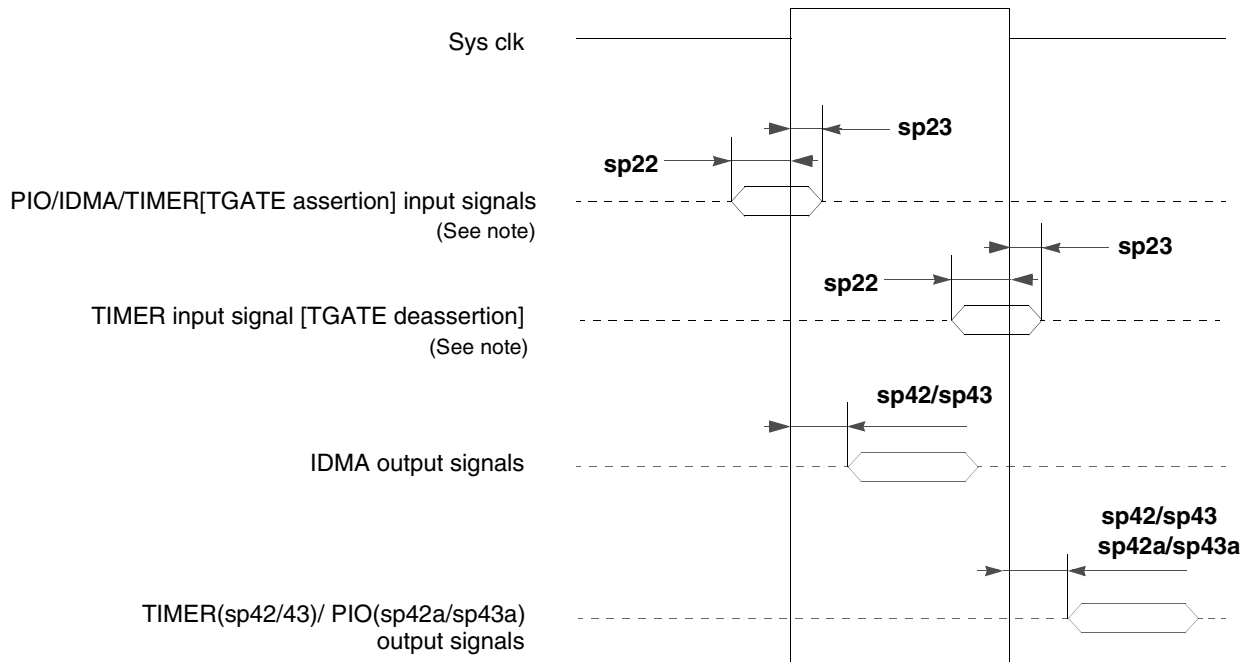 Sys clk
sp23
sp22
PIO/IDMA/TIMER[TGATE assertion] input signals
(See note)
sp23
sp22
TIMER input signal [TGATE deassertion]
(See note)
sp42/sp43
IDMA output signals
sp42/sp43
sp42a/sp43a
TIMER(sp42/43)/ PIO(sp42a/sp43a)
output signals